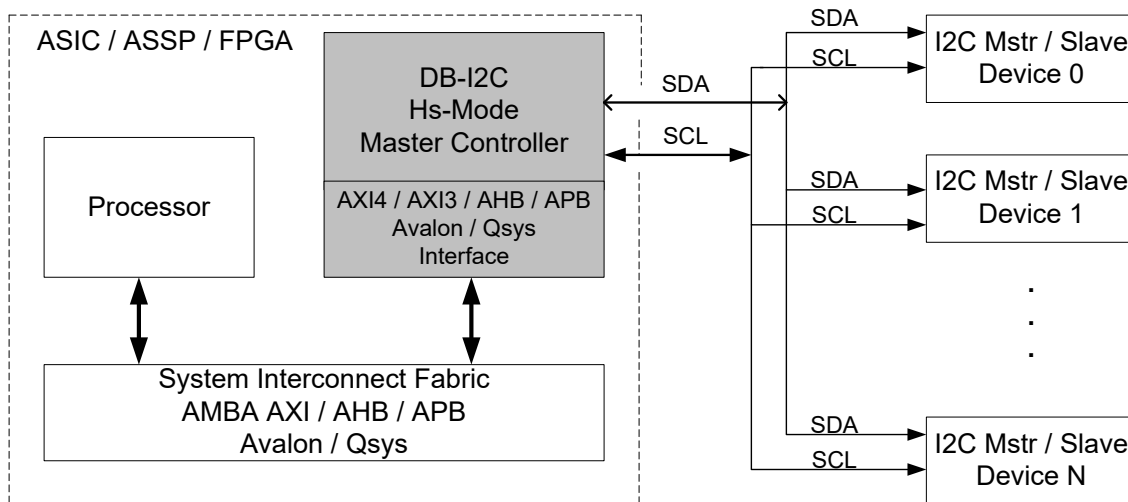 ASIC / ASSP / FPGA
DB-I2C
Hs-Mode
Master Controller
AXI4 / AXI3 / AHB / APB
Avalon / Qsys
Interface
Processor
System Interconnect Fabric
AMBA AXI / AHB / APB
Avalon / Qsys
SDA
SCL
SDA
SCL
I2C Mstr / Slave
Device 0
SDA
SCL
I2C Mstr / Slave
Device 1
.
.
.
SDA
SCL
I2C Mstr / Slave
Device N